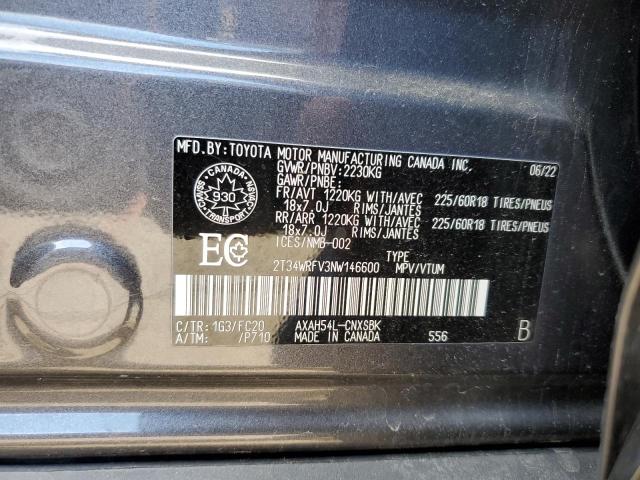 MFD.BY:TOYOTA MOTOR MANUFACTURING CANADA INC. 06/22
GVWR/PNBV:2230KG
GAWR/PNBE:
FR/AVT 1220KG WITH/AVEC 225/60R18 TIRES/PNEUS
18x7.0J RIMS/JANTES
RR/ARR 1220KG WITH/AVEC 225/60R18 TIRES/PNEUS
18x7.0J RIMS/JANTES
ICES/NMB-002
CANADA
930
EC
TYPE
2T34WRFV3NW146600 MPV/VTUM
C/TR: 1G3/FC20 AXAH54L-CNXSBK
A/TM: /P710 MADE IN CANADA 556 B